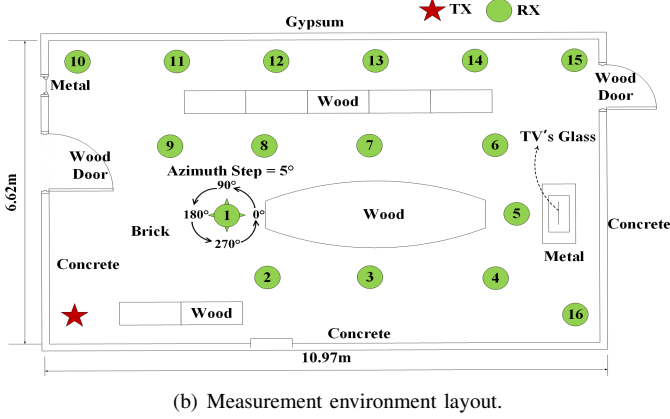 TX RX
Gypsum
10 11 12 13 14 15
Metal
Wood
Wood
Door
TV's Glass
9 8 7 6
Wood
Door
Azimuth Step = 5°
90°
180° 1 0°
270°
Wood
5
Brick
Metal
Concrete
Concrete
2 3 4
Wood
16
Concrete
6.62m
10.97m
(b) Measurement environment layout.